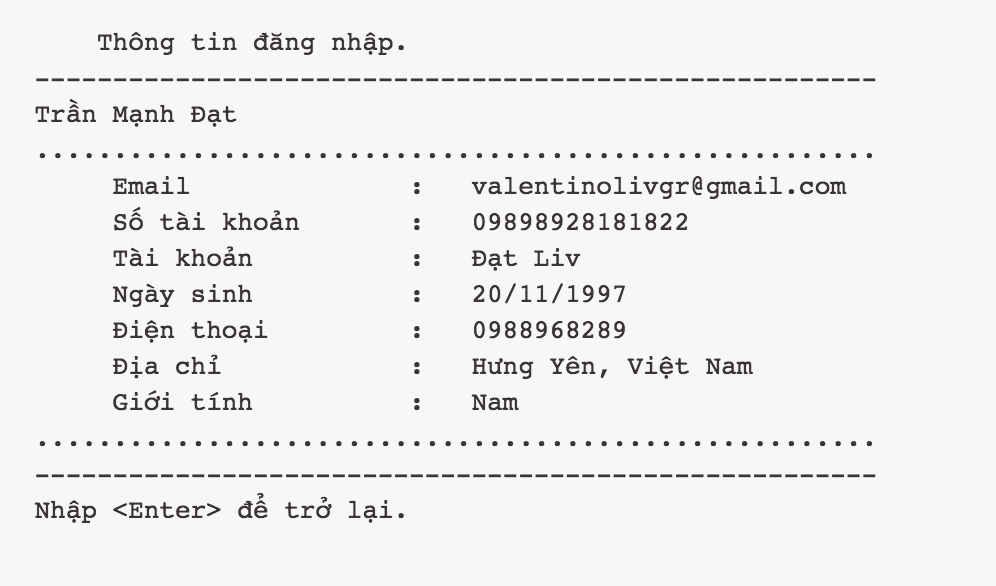 Thông tin đăng nhập.
------------------------------------------------------
Trần Mạnh Đạt
......................................................
Email : valentinolivgr@gmail.com
Số tài khoản : 09898928181822
Tài khoản : Đạt Liv
Ngày sinh : 20/11/1997
Điện thoại : 0988968289
Địa chỉ : Hưng Yên, Việt Nam
Giới tính : Nam
......................................................
------------------------------------------------------
Nhập <Enter> để trở lại.